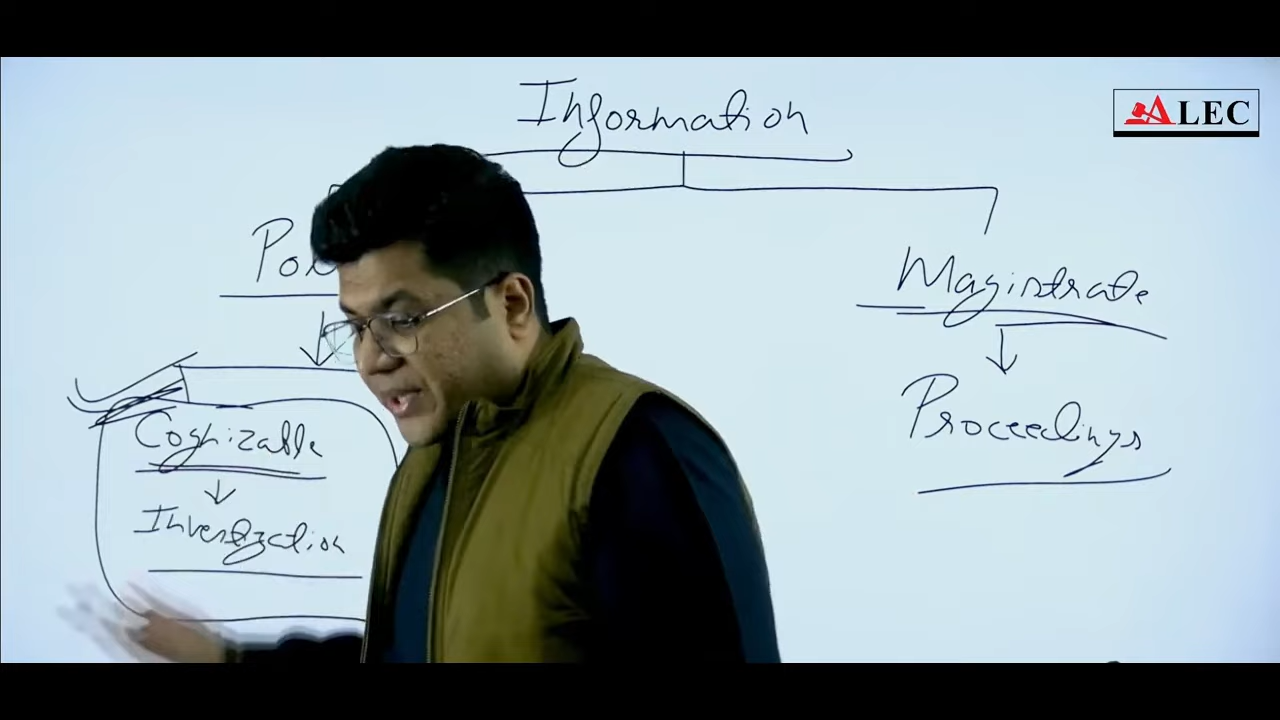 Information
ALEC
Magistrate
Proceedings
Cognizable
Investigation